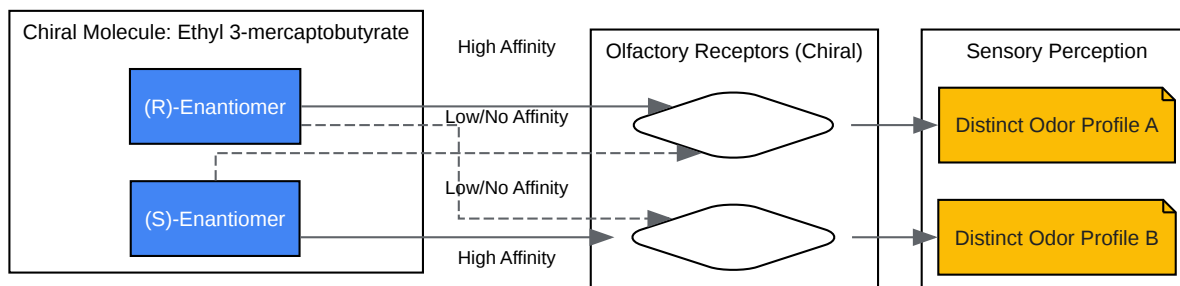 Chiral Molecule: Ethyl 3-mercaptobutyrate
(R)-Enantiomer
(S)-Enantiomer
High Affinity
Low/No Affinity
Low/No Affinity
High Affinity
Olfactory Receptors (Chiral)
Sensory Perception
Distinct Odor Profile A
Distinct Odor Profile B